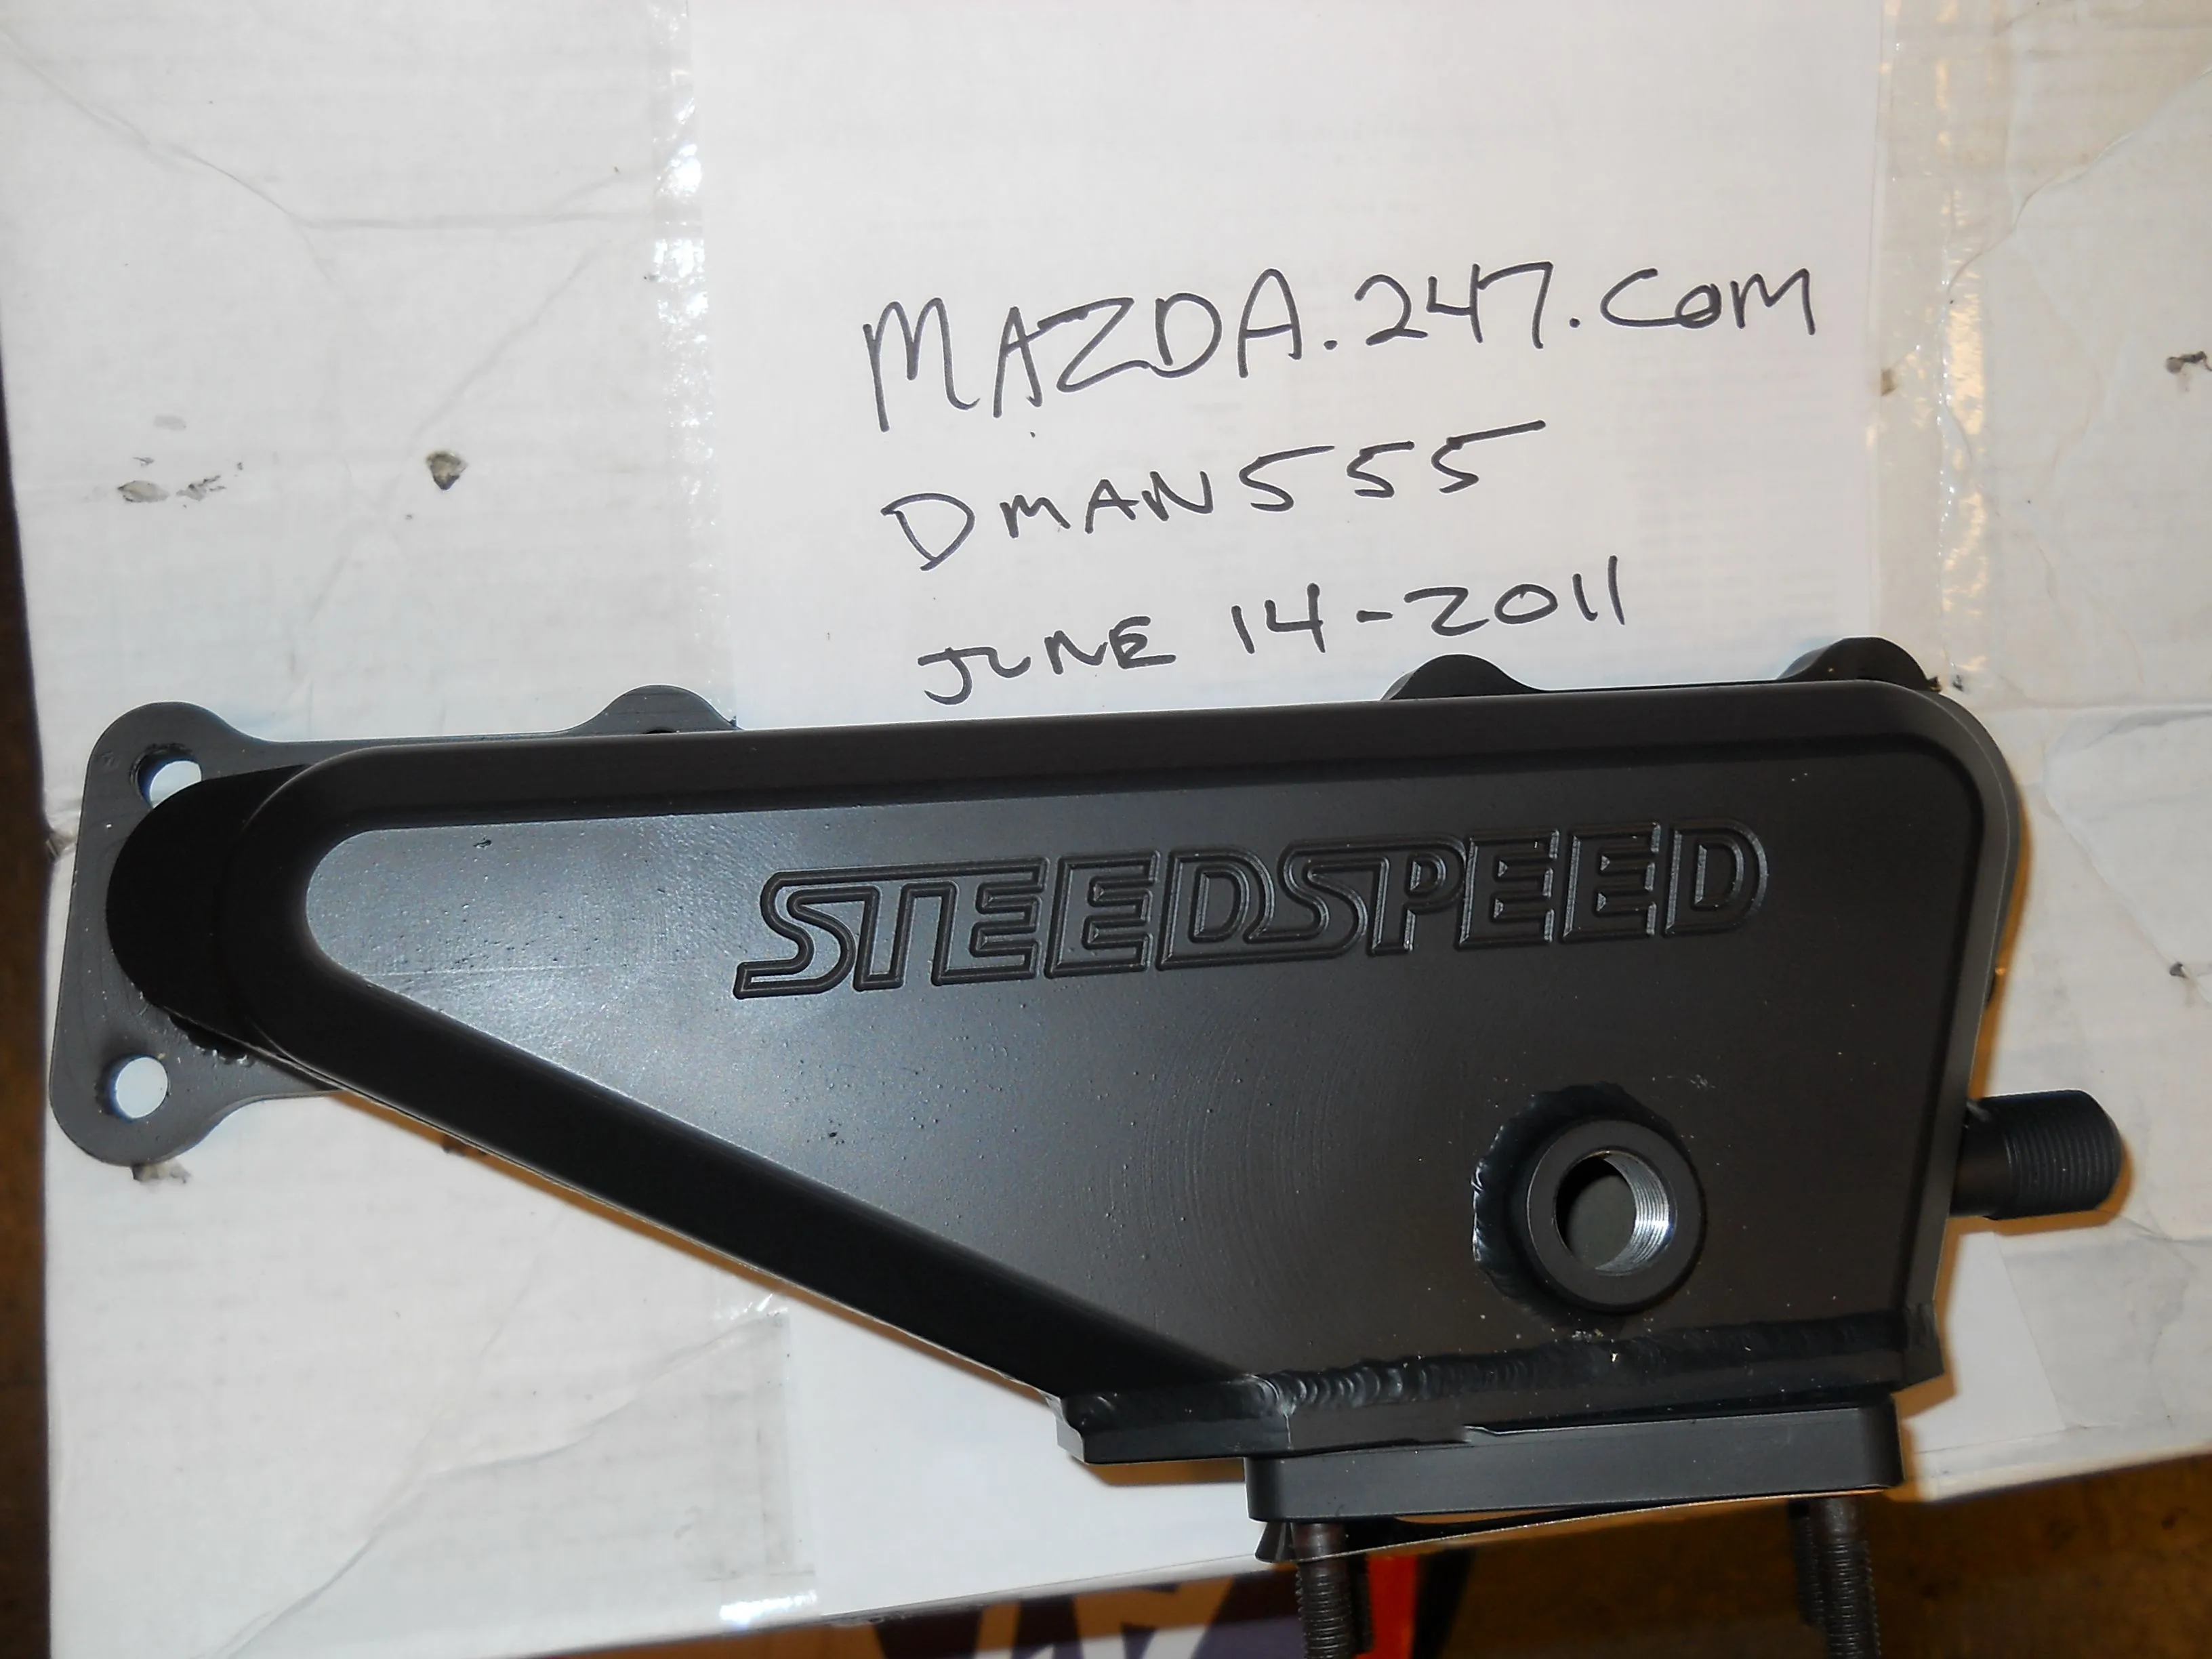 MAZDA.247.COM
DMAN555
JUNE 14-2011
STEEDSPEED